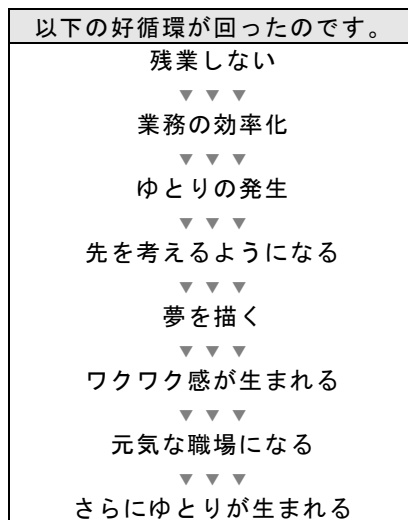 以下の好循環が回ったのです。
残業しない
▼ ▼ ▼
業務の効率化
▼ ▼ ▼
ゆとりの発生
▼ ▼ ▼
先を考えるようになる
▼ ▼ ▼
夢を描く
▼ ▼ ▼
ワクワク感が生まれる
▼ ▼ ▼
元気な職場になる
▼ ▼ ▼
さらにゆとりが生まれる